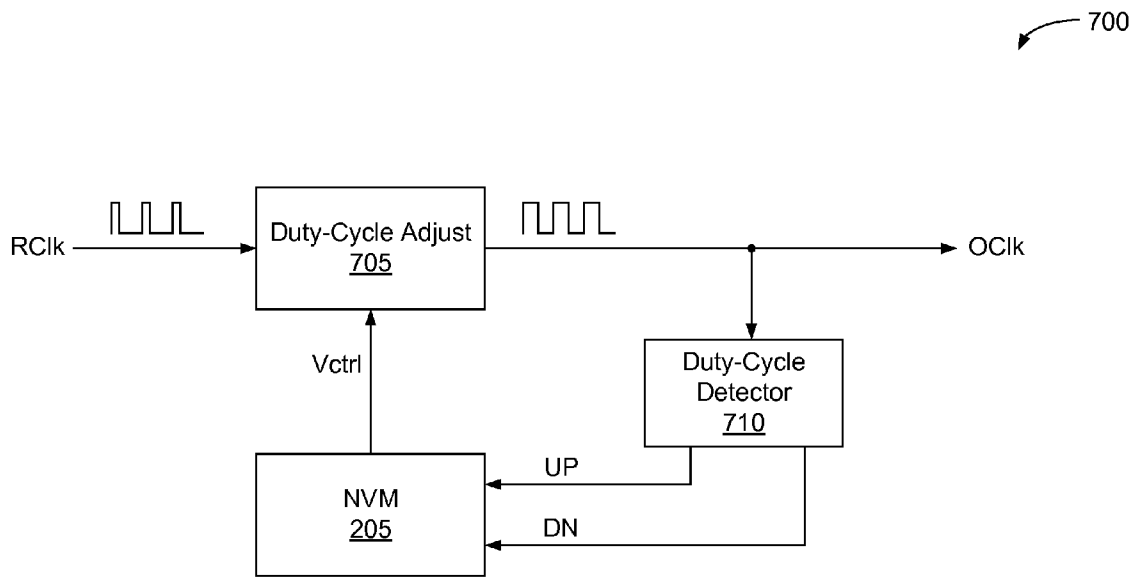 700
Duty-Cycle Adjust
705
RClk
OClk
Vctrl
Duty-Cycle
Detector
710
UP
NVM
205
DN